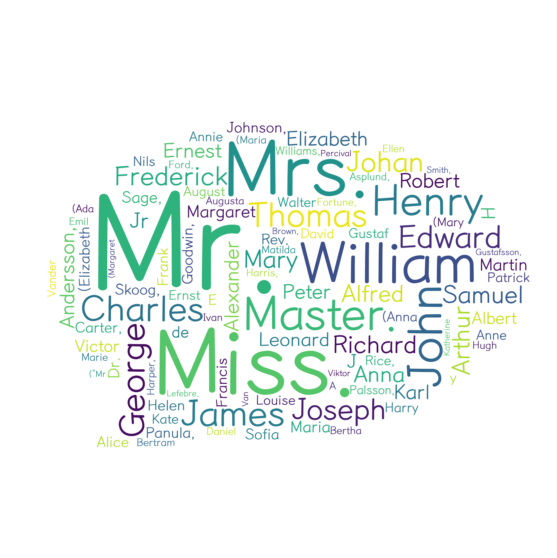 Johnson,
Annie
(Maria
Elizabeth
Ellen
Nils
Ernest
Mrs.
Williams,
Percival
Johan
Smith,
Ford,
Frederick
Asplund,
Robert
Sage,
August
Augusta
Walter
Fortune,
Henry
(Ada
Jr
Margaret
Thomas
(Mary
H
Emil
Mr.
Goodwin,
Rev.
Brown,
David
Gustaf
Edward
Andersson,
(Elizabeth
(Margaret
Frank
Alexander
Mary
Matilda
Harris,
William
Gustafsson,
Martin
Patrick
Vander
Skoog,
Ernst
E
Peter
Alfred
John
Samuel
Charles
Ivan
Master.
(Anna
Katherine
Arthur
Albert
Carter,
de
Leonard
Richard
Anne
Hugh
Victor
George
Miss.
J
Rice,
Marie
Dr.
Harper,
Francis
Viktor
A
Anna
Y
("Mr
Lefebre,
Van
Louise
Palsson,
Karl
Helen
James
Joseph
Harry
Kate
Panula,
Daniel
Sofia
Maria
Bertha
Alice
Bertram